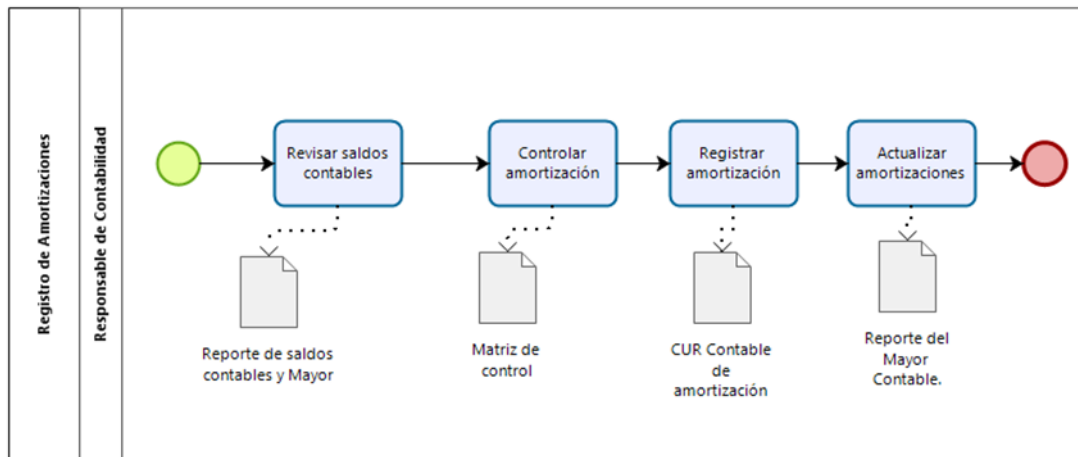 Registro de Amortizaciones
Responsable de Contabilidad
Revisar saldos
contables
Controlar
amortización
Registrar
amortización
Actualizar
amortizaciones
Reporte de saldos
contables y Mayor
Matriz de
control
CUR Contable
de
amortización
Reporte del
Mayor
Contable.